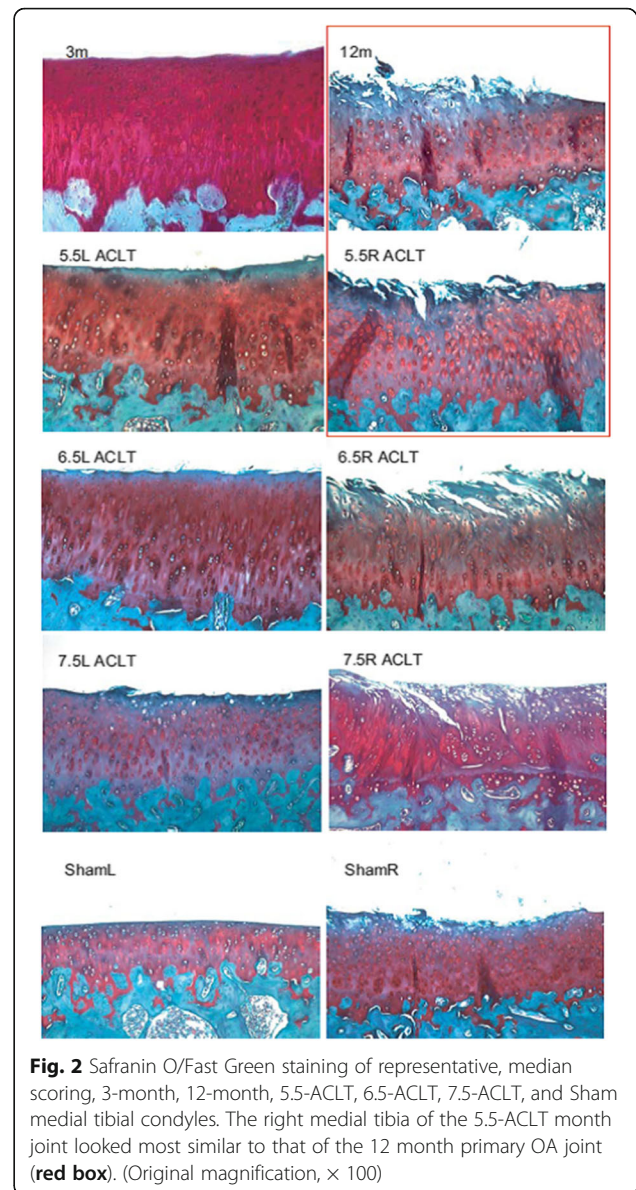 3m
12m
5.5L ACLT
5.5R ACLT
6.5L ACLT
6.5R ACLT
7.5L ACLT
7.5R ACLT
ShamL
ShamR
Fig. 2 Safranin O/Fast Green staining of representative, median
scoring, 3-month, 12-month, 5.5-ACLT, 6.5-ACLT, 7.5-ACLT, and Sham
medial tibial condyles. The right medial tibia of the 5.5-ACLT month
joint looked most similar to that of the 12 month primary OA joint
(red box). (Original magnification, × 100)